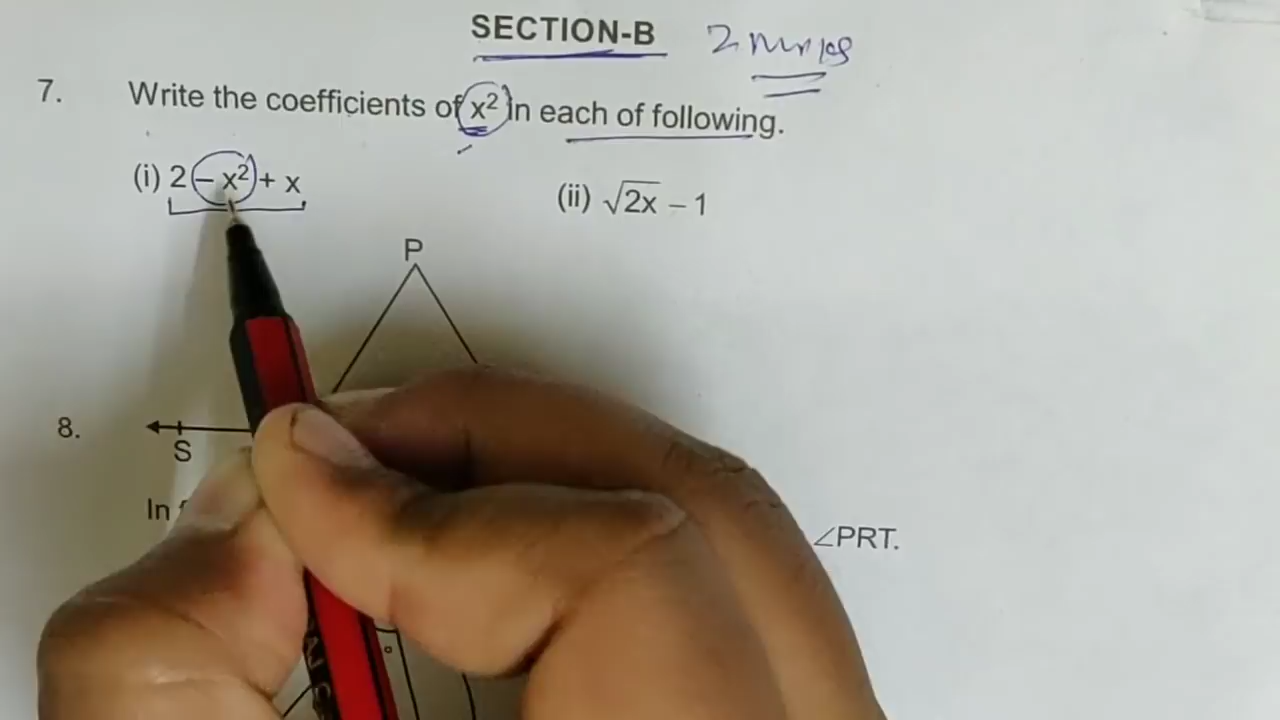 SECTION-B 2 Marks
7. Write the coefficients of x² in each of following.
(i) 2 – x² + x (ii) √2x – 1
P
8.
S
In
∠PRT.